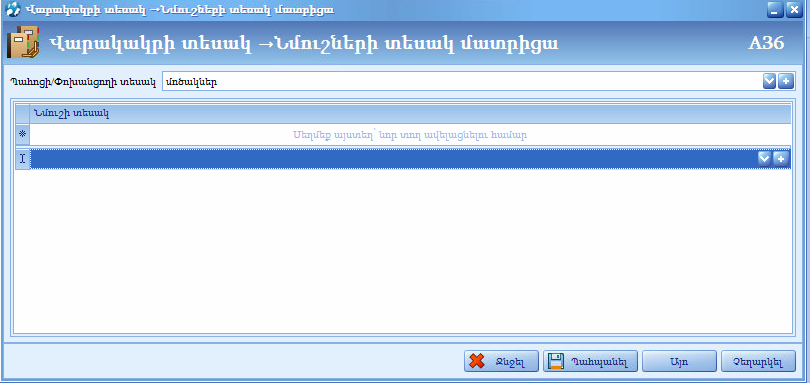 Վարակակրի տեսակ →Նմուշների տեսակ մատրիցա
Վարակակրի տեսակ →Նմուշների տեսակ մատրիցա A36
Պահոցի/Փոխանցողի տեսակ մոծակներ
Նմուշի տեսակ
Սեղմեք այստեղ՝ նոր տող ավելացնելու համար
Ջնջել Պահպանել Այո Չեղարկել